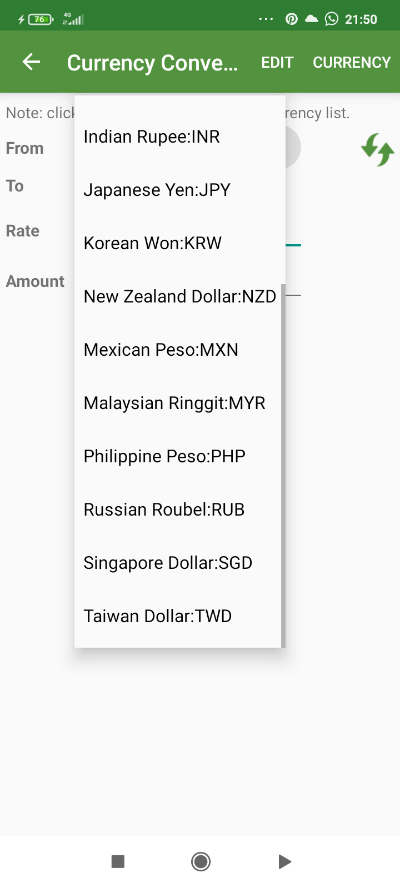 76
4G
21:50
Currency Conve...
EDIT
CURRENCY
Note: click
rency list.
From
To
Rate
Amount
Indian Rupee:INR
Japanese Yen:JPY
Korean Won:KRW
New Zealand Dollar:NZD
Mexican Peso:MXN
Malaysian Ringgit:MYR
Philippine Peso:PHP
Russian Roubel:RUB
Singapore Dollar:SGD
Taiwan Dollar:TWD